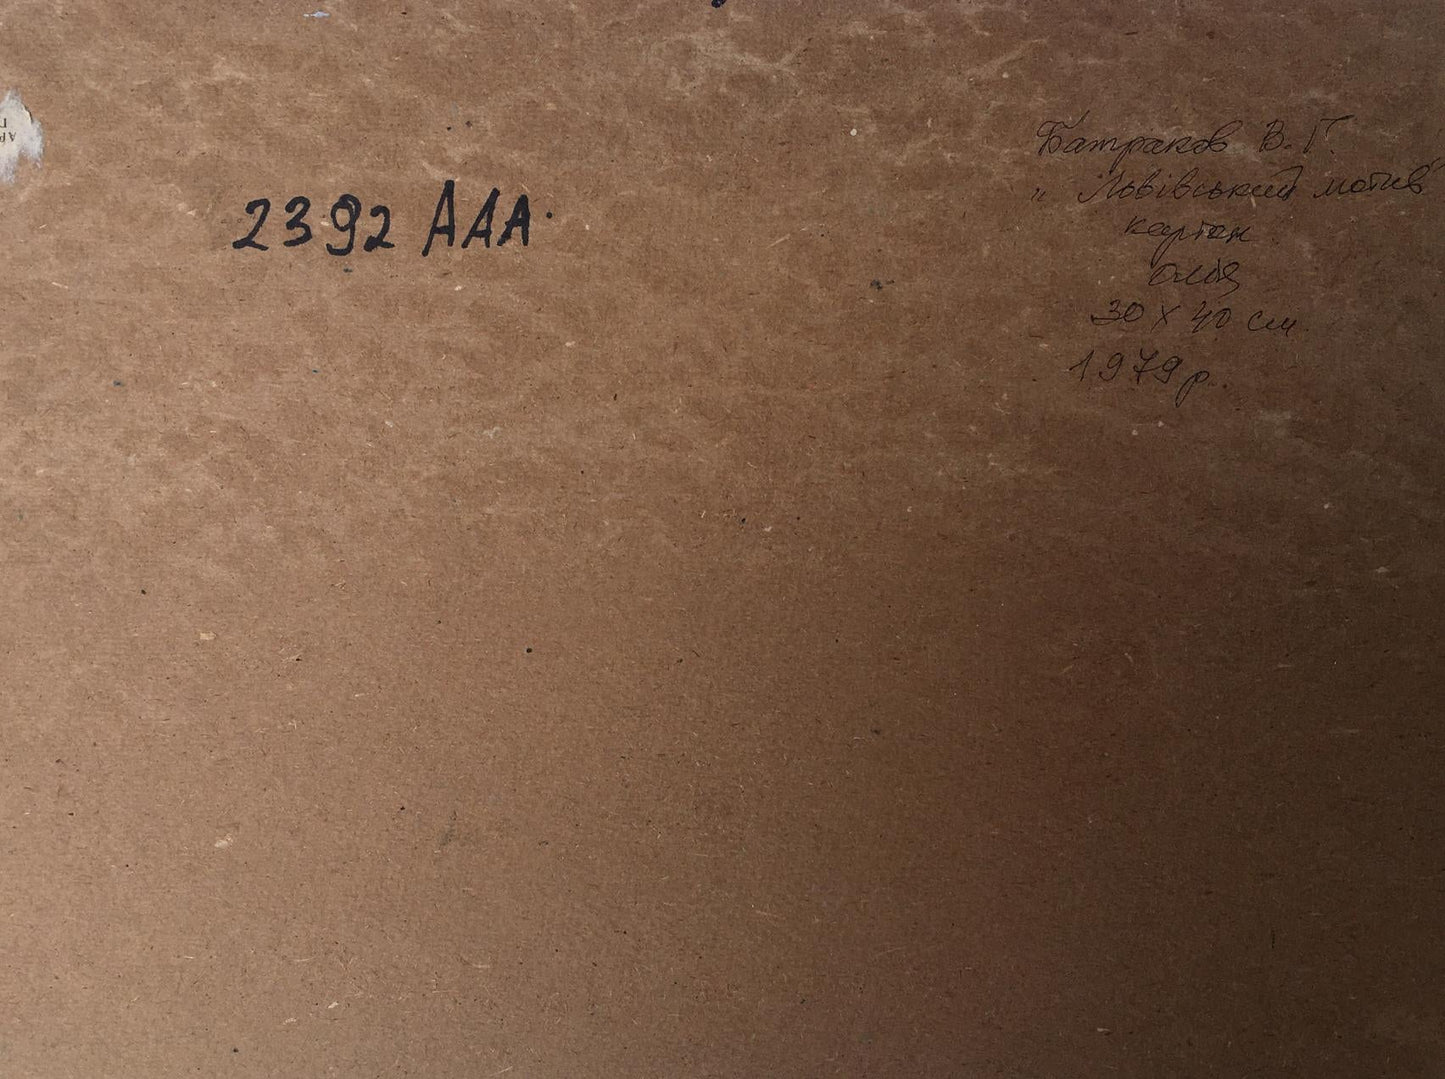 2392 AAA.
Батраков В. Г.
„ Львівський мотив"
картон
олія
30 X 40 см.
1979 р.